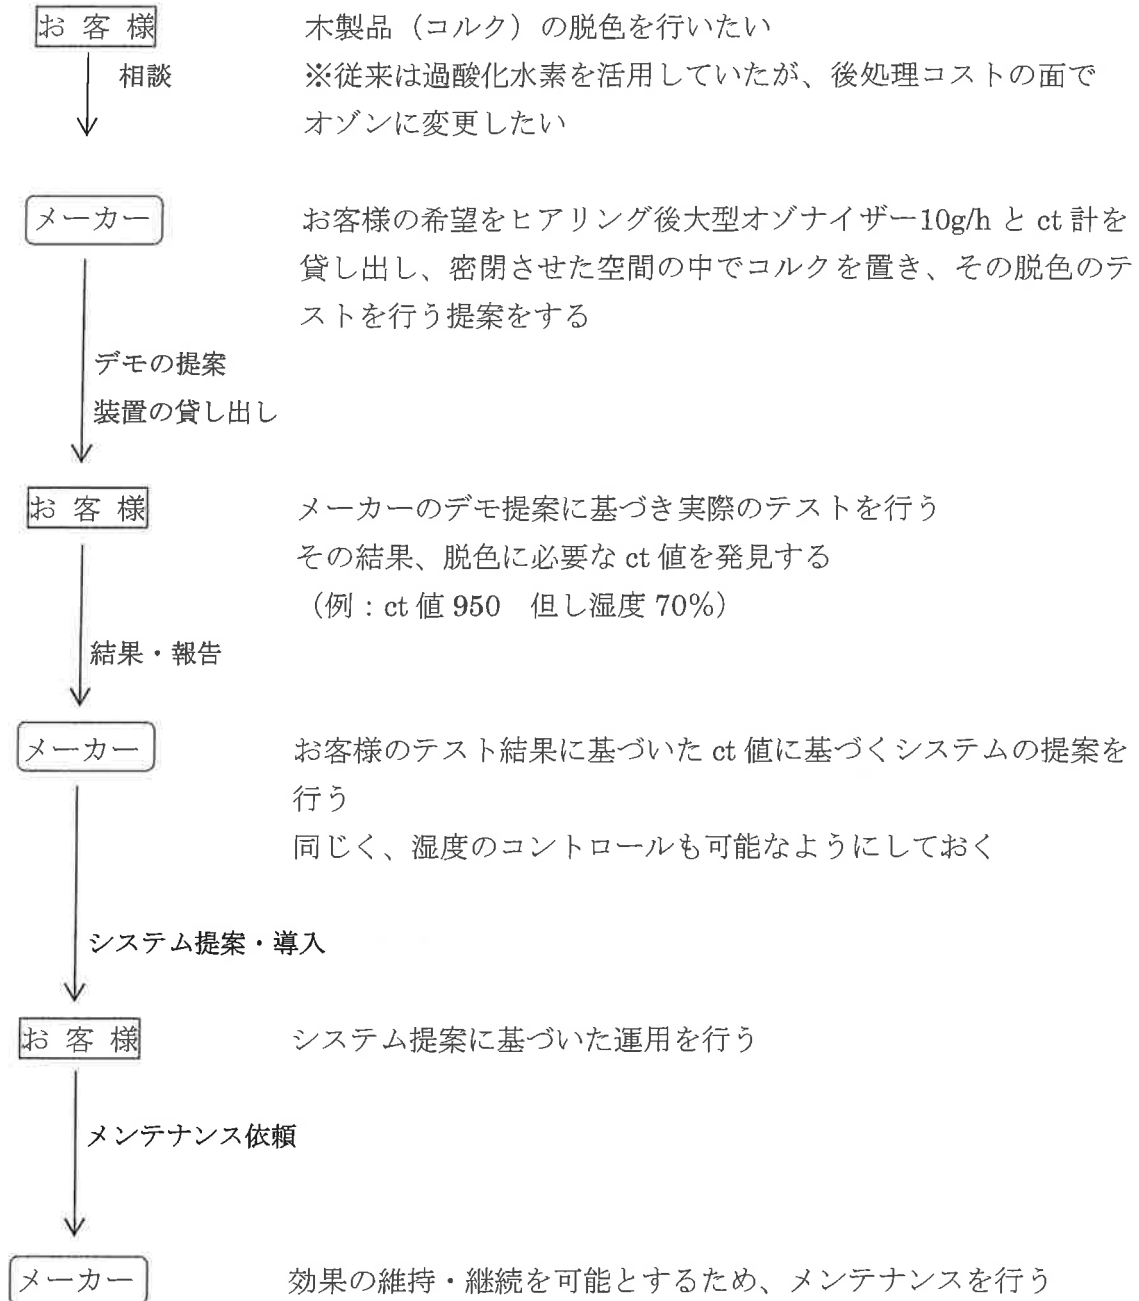 お客様
木製品（コルク）の脱色を行いたい
相談
※従来は過酸化水素を活用していたが、後処理コストの面で
オゾンに変更したい
メーカー
お客様の希望をヒアリング後大型オゾナイザー10g/h と ct 計を
貸し出し、密閉させた空間の中でコルクを置き、その脱色のテ
ストを行う提案をする
デモの提案
装置の貸し出し
お客様
メーカーのデモ提案に基づき実際のテストを行う
その結果、脱色に必要な ct 値を発見する
（例：ct 値 950　但し湿度 70%）
結果・報告
メーカー
お客様のテスト結果に基づいた ct 値に基づくシステムの提案を
行う
同じく、湿度のコントロールも可能なようにしておく
システム提案・導入
お客様
システム提案に基づいた運用を行う
メンテナンス依頼
メーカー
効果の維持・継続を可能とするため、メンテナンスを行う